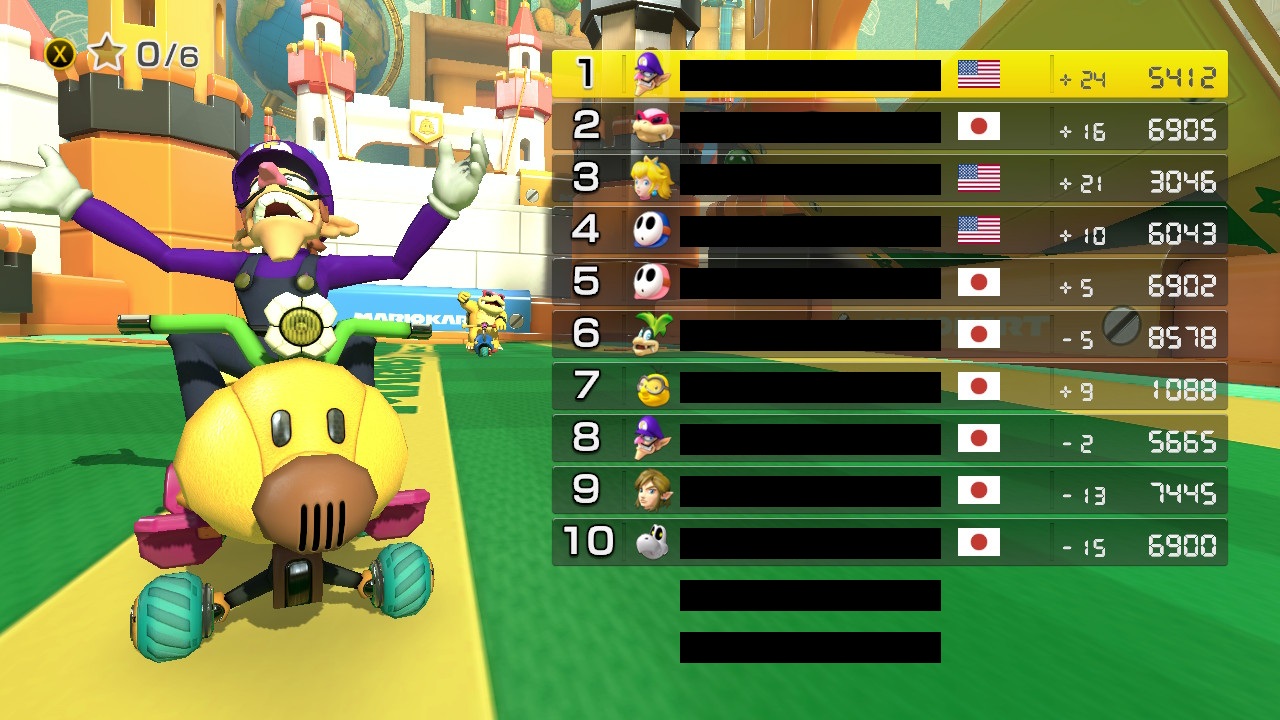 X 0/6
1 + 24 5412
2 + 16 6905
3 + 21 3046
4 + 10 6043
5 + 5 6902
6 - 5 8578
7 + 9 1088
8 - 2 5665
9 - 13 7445
10 - 15 6900
MARIOKAR